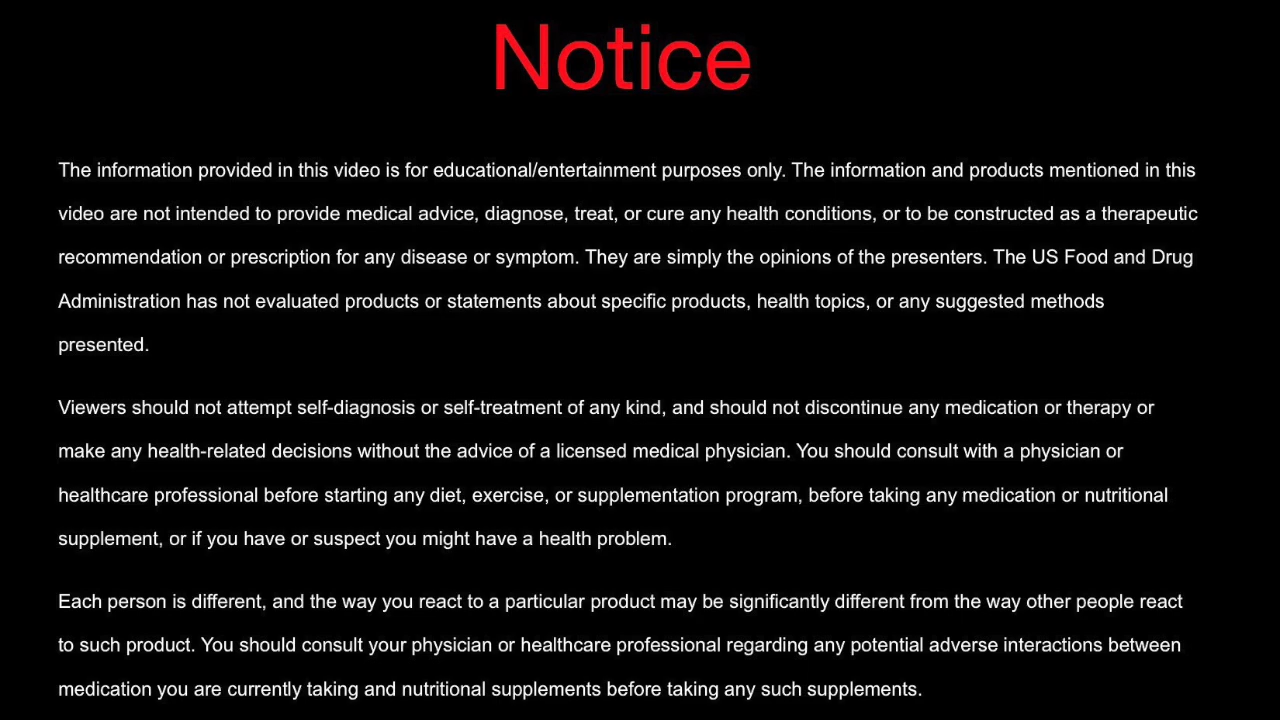 Notice
The information provided in this video is for educational/entertainment purposes only. The information and products mentioned in this
video are not intended to provide medical advice, diagnose, treat, or cure any health conditions, or to be constructed as a therapeutic
recommendation or prescription for any disease or symptom. They are simply the opinions of the presenters. The US Food and Drug
Administration has not evaluated products or statements about specific products, health topics, or any suggested methods
presented.
Viewers should not attempt self-diagnosis or self-treatment of any kind, and should not discontinue any medication or therapy or
make any health-related decisions without the advice of a licensed medical physician. You should consult with a physician or
healthcare professional before starting any diet, exercise, or supplementation program, before taking any medication or nutritional
supplement, or if you have or suspect you might have a health problem.
Each person is different, and the way you react to a particular product may be significantly different from the way other people react
to such product. You should consult your physician or healthcare professional regarding any potential adverse interactions between
medication you are currently taking and nutritional supplements before taking any such supplements.